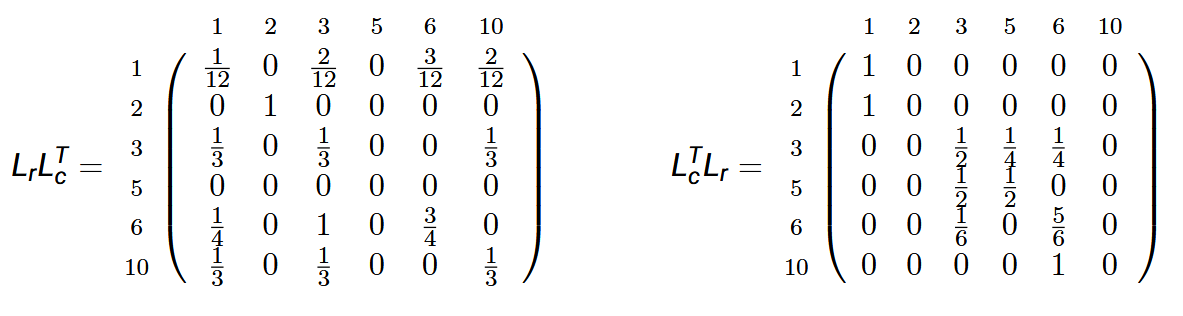 1 2 3 5 6 10
L_r L_c^T =
1 1/12 0 2/12 0 3/12 2/12
2 0 1 0 0 0 0
3 1/3 0 1/3 0 0 1/3
5 0 0 0 0 0 0
6 1/4 0 1 0 3/4 0
10 1/3 0 1/3 0 0 1/3
1 2 3 5 6 10
L_c^T L_r =
1 1 0 0 0 0 0
2 1 0 0 0 0 0
3 0 0 1/2 1/4 1/4 0
5 0 0 1/2 1/2 0 0
6 0 0 1/6 0 5/6 0
10 0 0 0 0 1 0